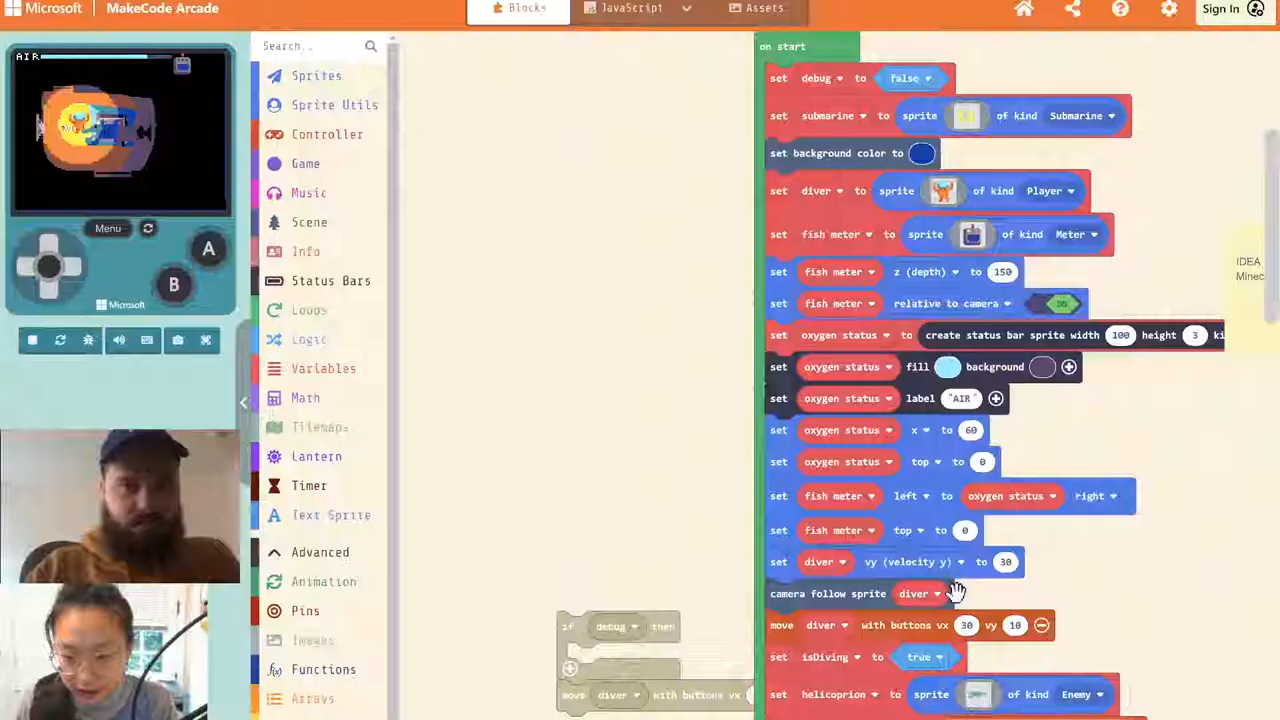 Microsoft MakeCode Arcade Blocks JavaScript Assets Sign In
AIR
Menu
A
B
Microsoft
Search...
Sprites
Sprite Utils
Controller
Game
Music
Scene
Info
Status Bars
Loops
Logic
Variables
Math
Tilemaps
Lantern
Timer
Text Sprite
Advanced
Animation
Pins
Images
Functions
Arrays
if debug then
move diver with buttons vx
on start
set debug to false
set submarine to sprite of kind Submarine
set background color to
set diver to sprite of kind Player
set fish meter to sprite of kind Meter
set fish meter z (depth) to 150
set fish meter relative to camera ON
set oxygen status to create status bar sprite width 100 height 3 ki
set oxygen status fill background
set oxygen status label "AIR"
set oxygen status x to 60
set oxygen status top to 0
set fish meter left to oxygen status right
set fish meter top to 0
set diver vy (velocity y) to 30
camera follow sprite diver
move diver with buttons vx 30 vy 10
set isDiving to true
set helicoprion to sprite of kind Enemy
IDEA
Minec